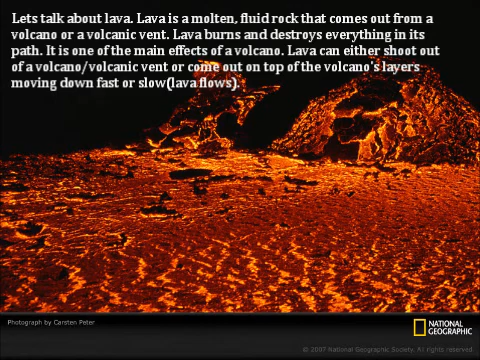 Lets talk about lava. Lava is a molten, fluid rock that comes out from a
volcano or a volcanic vent. Lava burns and destroys everything in its
path. It is one of the main effects of a volcano. Lava can either shoot out
of a volcano/volcanic vent or come out on top of the volcano's layers
moving down fast or slow(lava flows).
Photograph by Carsten Peter
NATIONAL
GEOGRAPHIC
© 2007 National Geographic Society. All rights reserved.